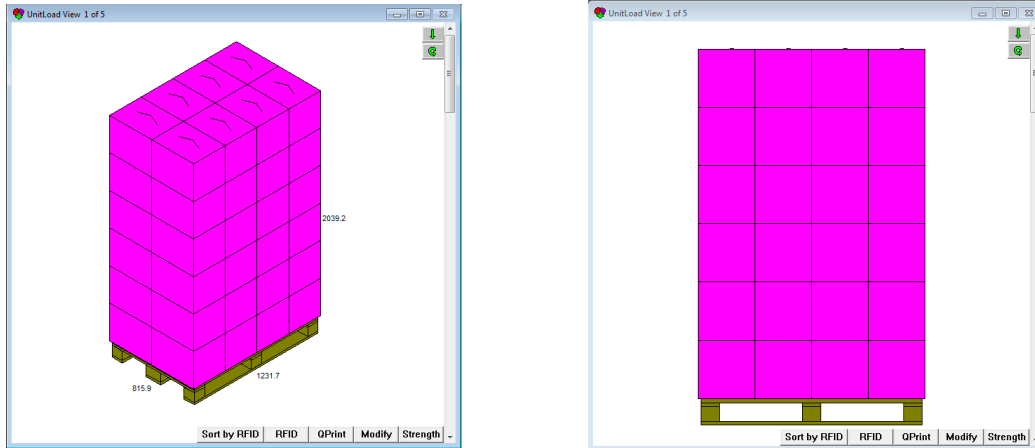 UnitLoad View 1 of 5
2039.2
1231.7
815.9
Sort by RFID RFID QPrint Modify Strength
UnitLoad View 1 of 5
Sort by RFID RFID QPrint Modify Strength